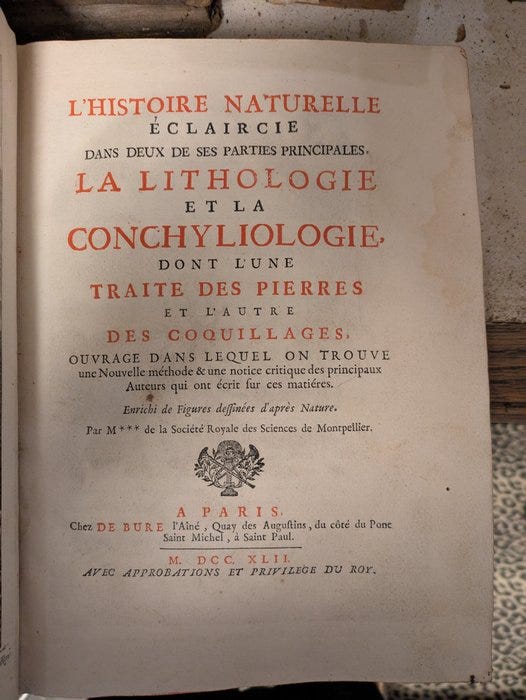 L'HISTOIRE NATURELLE
ÉCLAIRCIE
DANS DEUX DE SES PARTIES PRINCIPALES,
LA LITHOLOGIE
ET LA
CONCHYLIOLOGIE,
DONT L'UNE
TRAITE DES PIERRES
ET L'AUTRE
DES COQUILLAGES,
OUVRAGE DANS LEQUEL ON TROUVE
une Nouvelle méthode & une notice critique des principaux
Auteurs qui ont écrit ſur ces matiéres.
Enrichi de Figures deſſinées d'après Nature.
Par M*** de la Société Royale des Sciences de Montpellier.
A PARIS,
Chez DE BURE l'Aîné, Quay des Auguſtins, du côté du Pont
Saint Michel, à Saint Paul.
M. DCC. XLII.
AVEC APPROBATIONS ET PRIVILEGE DU ROY.